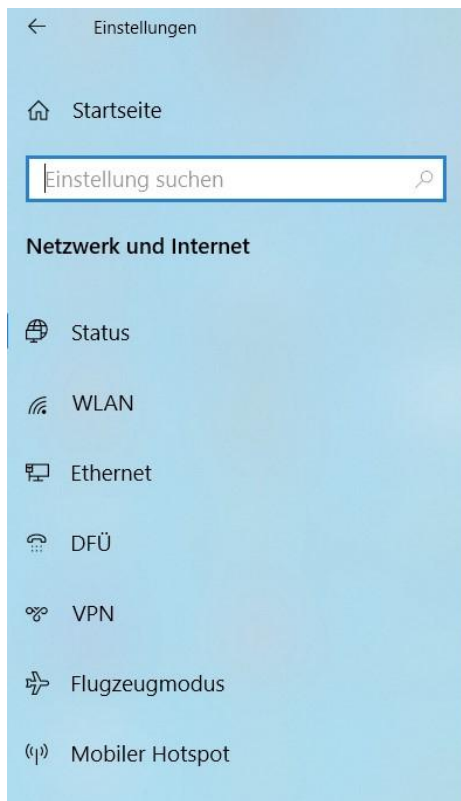 Einstellungen
Startseite
Einstellung suchen
Netzwerk und Internet
Status
WLAN
Ethernet
DFÜ
VPN
Flugzeugmodus
Mobiler Hotspot